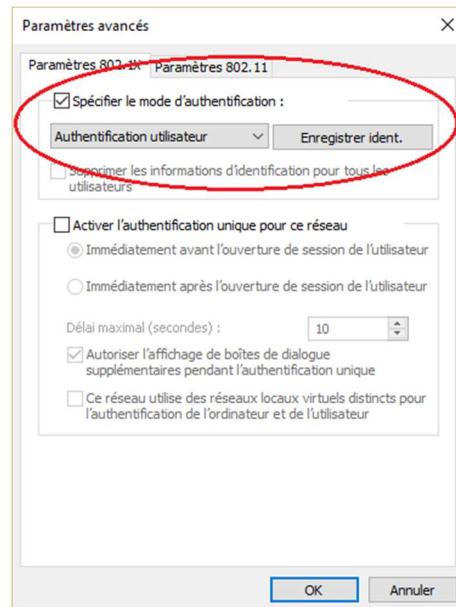 Paramètres avancés
Paramètres 802.1X
Paramètres 802.11
Spécifier le mode d'authentification :
Authentification utilisateur
Enregistrer ident.
Supprimer les informations d'identification pour tous les
utilisateurs
Activer l'authentification unique pour ce réseau
Immédiatement avant l'ouverture de session de l'utilisateur
Immédiatement après l'ouverture de session de l'utilisateur
Délai maximal (secondes) :
10
Autoriser l'affichage de boîtes de dialogue
supplémentaires pendant l'authentification unique
Ce réseau utilise des réseaux locaux virtuels distincts pour
l'authentification de l'ordinateur et de l'utilisateur
OK
Annuler